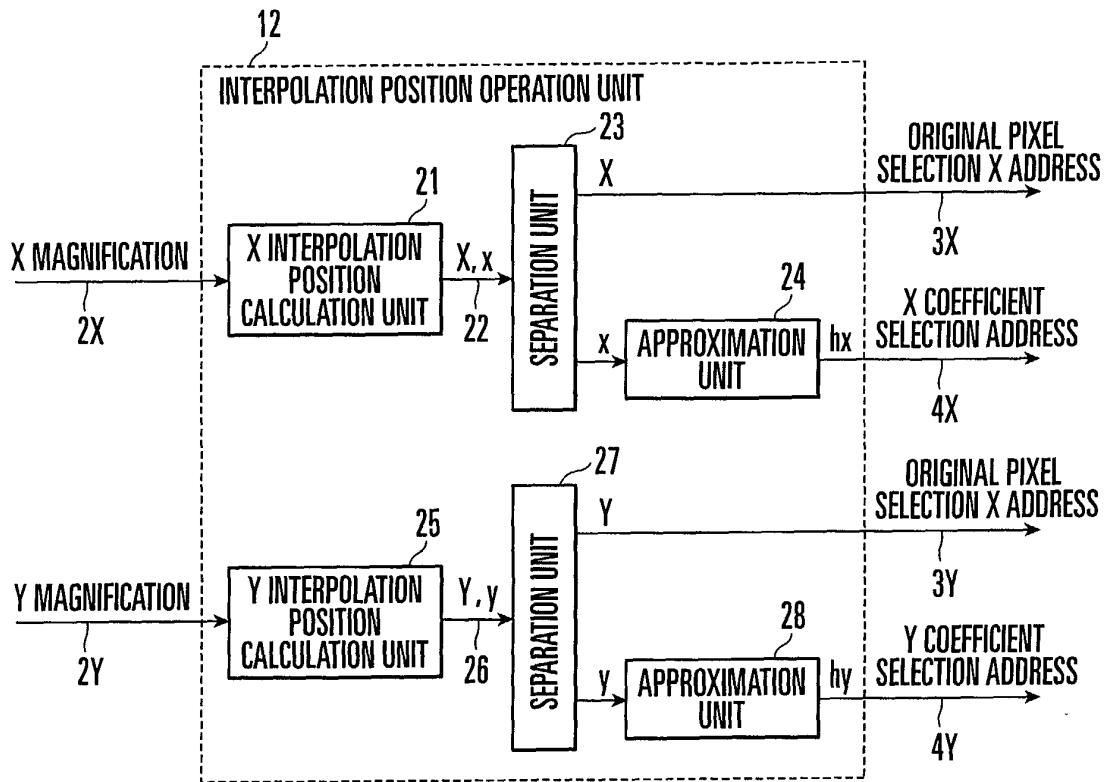 12
INTERPOLATION POSITION OPERATION UNIT
23
ORIGINAL PIXEL
SELECTION X ADDRESS
X
3X
21
X MAGNIFICATION
2X
X INTERPOLATION
POSITION
CALCULATION UNIT
X, x
22
SEPARATION UNIT
24
X COEFFICIENT
SELECTION ADDRESS
x
APPROXIMATION
UNIT
hx
4X
27
ORIGINAL PIXEL
SELECTION X ADDRESS
Y
3Y
25
Y MAGNIFICATION
2Y
Y INTERPOLATION
POSITION
CALCULATION UNIT
Y, y
26
SEPARATION UNIT
28
Y COEFFICIENT
SELECTION ADDRESS
y
APPROXIMATION
UNIT
hy
4Y